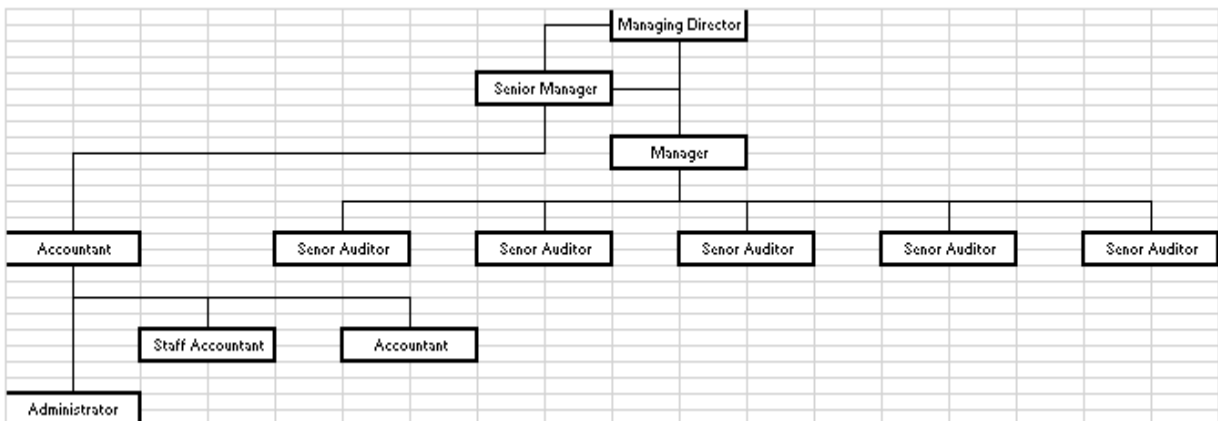 Managing Director
Senior Manager
Manager
Accountant
Senor Auditor
Senor Auditor
Senor Auditor
Senor Auditor
Senor Auditor
Staff Accountant
Accountant
Administrator